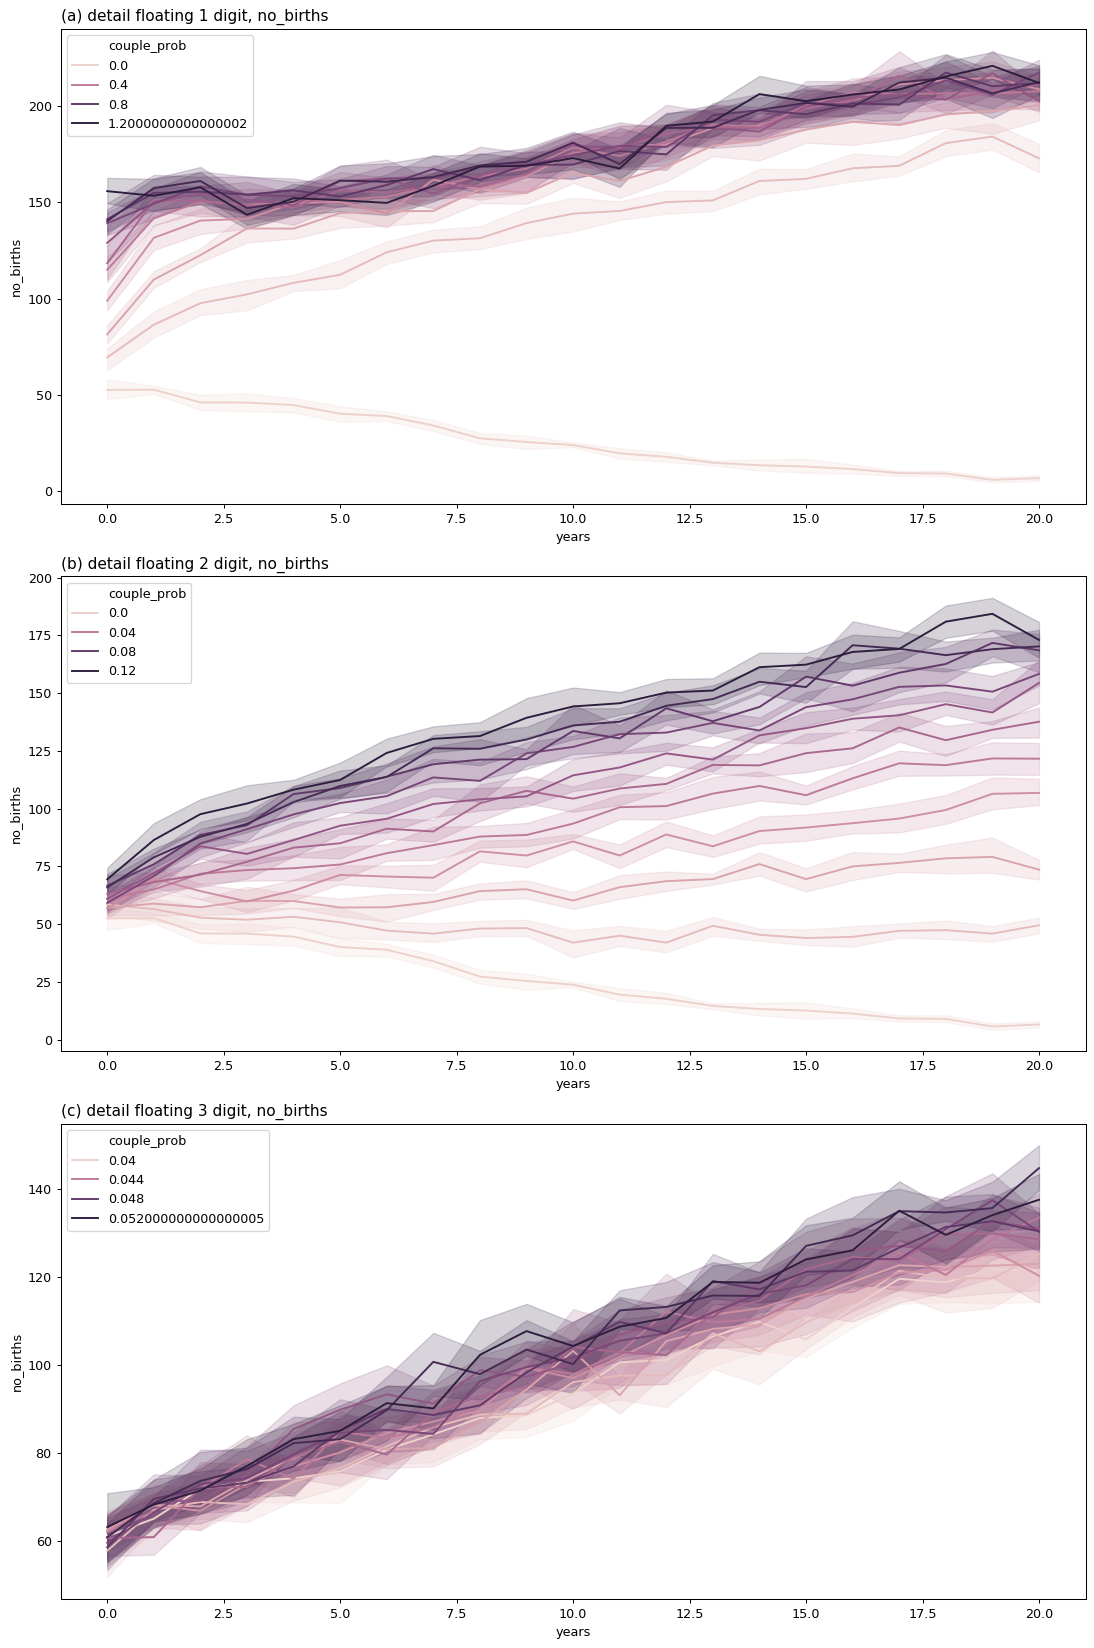 (a) detail floating 1 digit, no_births
couple_prob
0.0
0.4
0.8
1.2000000000000002
no_births
200
150
100
50
0
0.0 2.5 5.0 7.5 10.0 12.5 15.0 17.5 20.0
years
(b) detail floating 2 digit, no_births
couple_prob
0.0
0.04
0.08
0.12
no_births
200
175
150
125
100
75
50
25
0
0.0 2.5 5.0 7.5 10.0 12.5 15.0 17.5 20.0
years
(c) detail floating 3 digit, no_births
couple_prob
0.04
0.044
0.048
0.052000000000000005
no_births
140
120
100
80
60
0.0 2.5 5.0 7.5 10.0 12.5 15.0 17.5 20.0
years